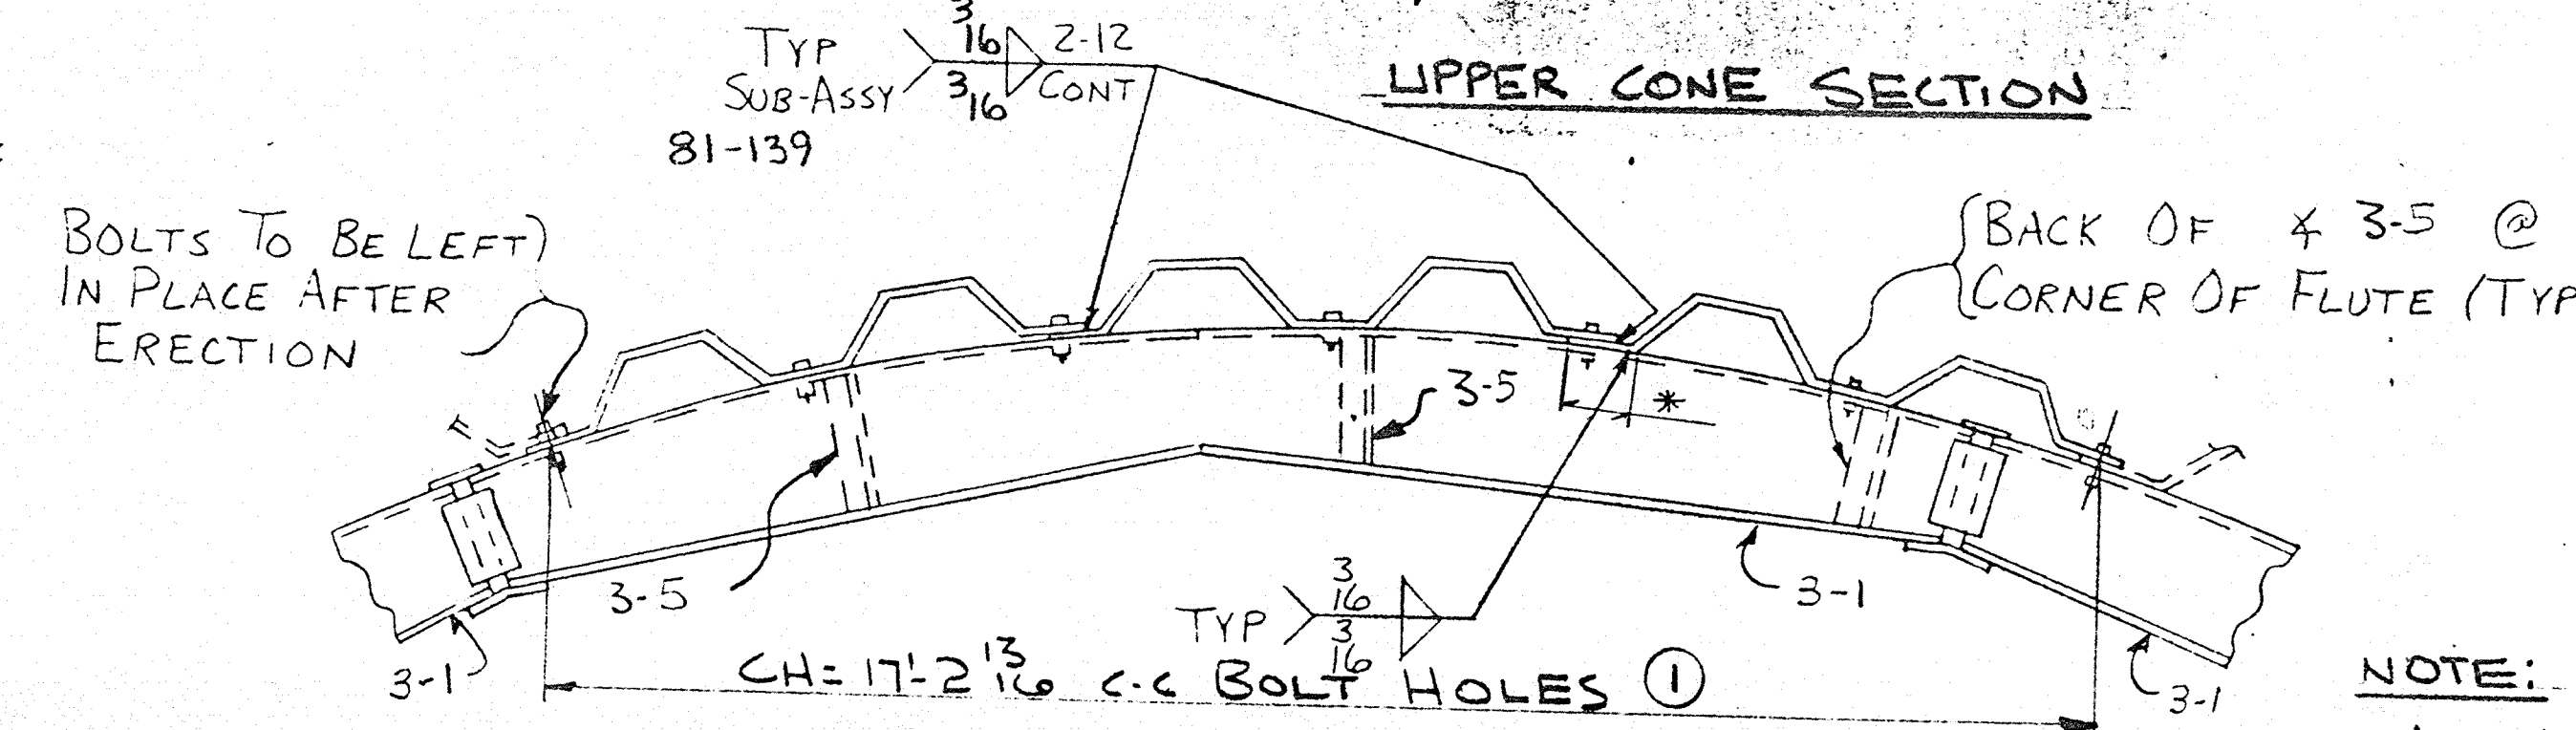 UPPER CONE SECTION
TYP
SUB-ASSY
81-139
3/16 2-12
3/16 CONT
BOLTS TO BE LEFT
IN PLACE AFTER
ERECTION
BACK OF ∡ 3-5 @
CORNER OF FLUTE (TYP
3-5
*
3-5
3-1
TYP 3/16
3/16
3-1
3-1
CH= 17'-2 13/16 C-C BOLT HOLES ①
NOTE: